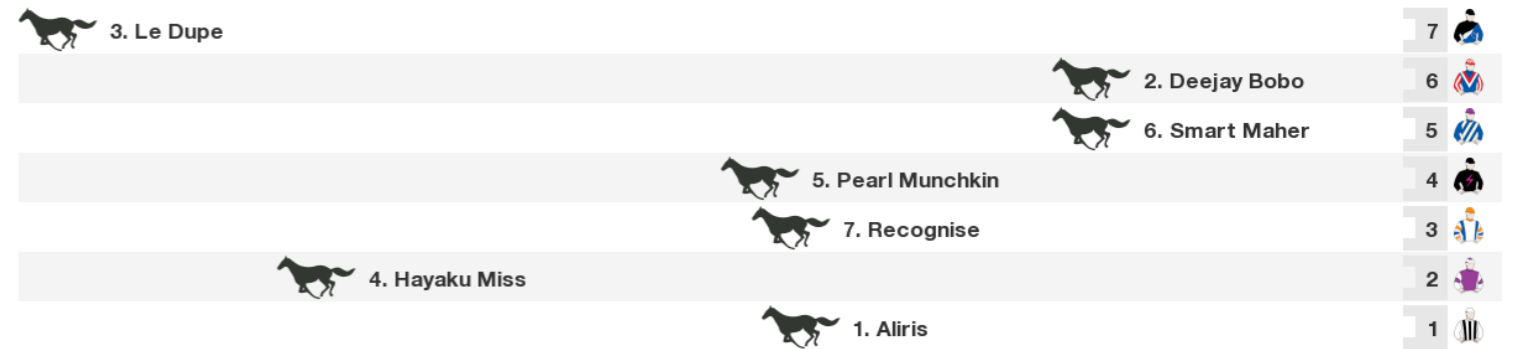 3. Le Dupe 7
2. Deejay Bobo 6
6. Smart Maher 5
5. Pearl Munchkin 4
7. Recognise 3
4. Hayaku Miss 2
1. Aliris 1